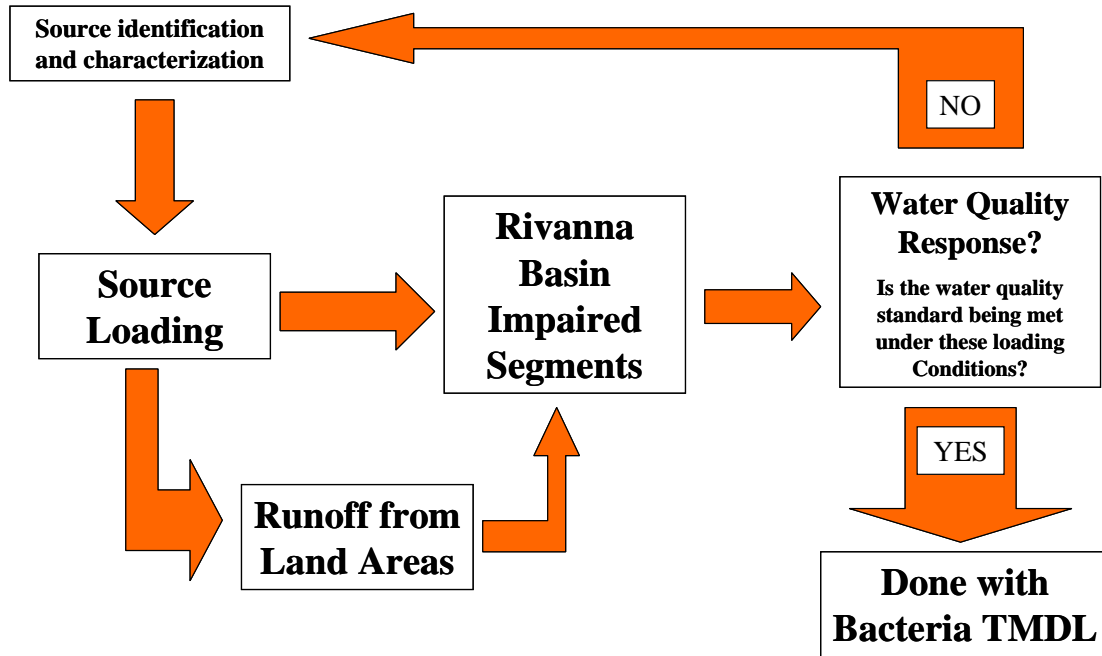 Source identification
and characterization
NO
Water Quality
Response?
Is the water quality
standard being met
under these loading
Conditions?
Rivanna
Basin
Impaired
Segments
Source
Loading
YES
Runoff from
Land Areas
Done with
Bacteria TMDL